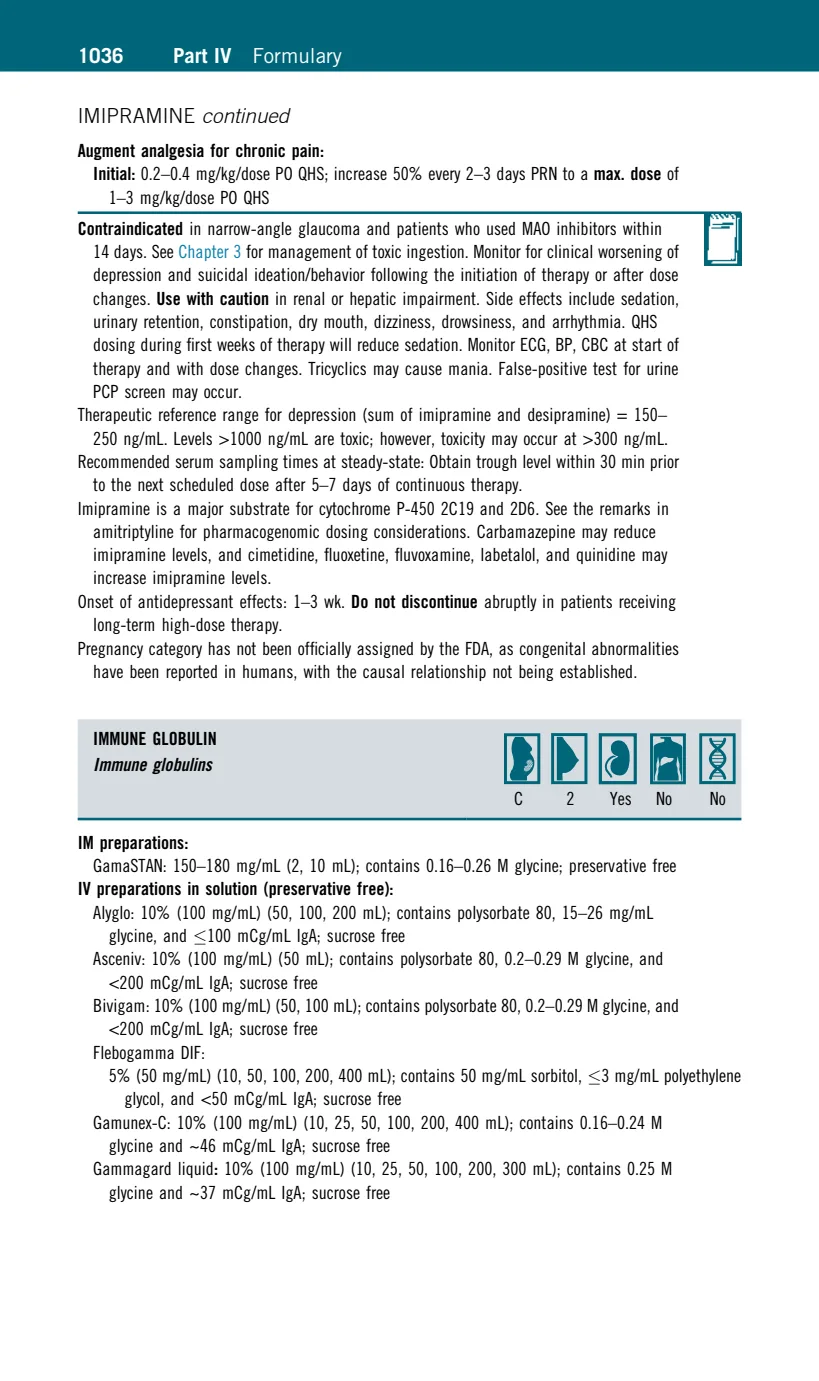 1036 Part IV Formulary
IMIPRAMINE continued
Augment analgesia for chronic pain:
Initial: 0.2–0.4 mg/kg/dose PO QHS; increase 50% every 2–3 days PRN to a max. dose of
1–3 mg/kg/dose PO QHS
Contraindicated in narrow-angle glaucoma and patients who used MAO inhibitors within
14 days. See Chapter 3 for management of toxic ingestion. Monitor for clinical worsening of
depression and suicidal ideation/behavior following the initiation of therapy or after dose
changes. Use with caution in renal or hepatic impairment. Side effects include sedation,
urinary retention, constipation, dry mouth, dizziness, drowsiness, and arrhythmia. QHS
dosing during first weeks of therapy will reduce sedation. Monitor ECG, BP, CBC at start of
therapy and with dose changes. Tricyclics may cause mania. False-positive test for urine
PCP screen may occur.
Therapeutic reference range for depression (sum of imipramine and desipramine) = 150–
250 ng/mL. Levels >1000 ng/mL are toxic; however, toxicity may occur at >300 ng/mL.
Recommended serum sampling times at steady-state: Obtain trough level within 30 min prior
to the next scheduled dose after 5–7 days of continuous therapy.
Imipramine is a major substrate for cytochrome P-450 2C19 and 2D6. See the remarks in
amitriptyline for pharmacogenomic dosing considerations. Carbamazepine may reduce
imipramine levels, and cimetidine, fluoxetine, fluvoxamine, labetalol, and quinidine may
increase imipramine levels.
Onset of antidepressant effects: 1–3 wk. Do not discontinue abruptly in patients receiving
long-term high-dose therapy.
Pregnancy category has not been officially assigned by the FDA, as congenital abnormalities
have been reported in humans, with the causal relationship not being established.
IMMUNE GLOBULIN
Immune globulins
C 2 Yes No No
IM preparations:
GamaSTAN: 150–180 mg/mL (2, 10 mL); contains 0.16–0.26 M glycine; preservative free
IV preparations in solution (preservative free):
Alyglo: 10% (100 mg/mL) (50, 100, 200 mL); contains polysorbate 80, 15–26 mg/mL
glycine, and ≤100 mCg/mL IgA; sucrose free
Asceniv: 10% (100 mg/mL) (50 mL); contains polysorbate 80, 0.2–0.29 M glycine, and
<200 mCg/mL IgA; sucrose free
Bivigam: 10% (100 mg/mL) (50, 100 mL); contains polysorbate 80, 0.2–0.29 M glycine, and
<200 mCg/mL IgA; sucrose free
Flebogamma DIF:
5% (50 mg/mL) (10, 50, 100, 200, 400 mL); contains 50 mg/mL sorbitol, ≤3 mg/mL polyethylene
glycol, and <50 mCg/mL IgA; sucrose free
Gamunex-C: 10% (100 mg/mL) (10, 25, 50, 100, 200, 400 mL); contains 0.16–0.24 M
glycine and ~46 mCg/mL IgA; sucrose free
Gammagard liquid: 10% (100 mg/mL) (10, 25, 50, 100, 200, 300 mL); contains 0.25 M
glycine and ~37 mCg/mL IgA; sucrose free